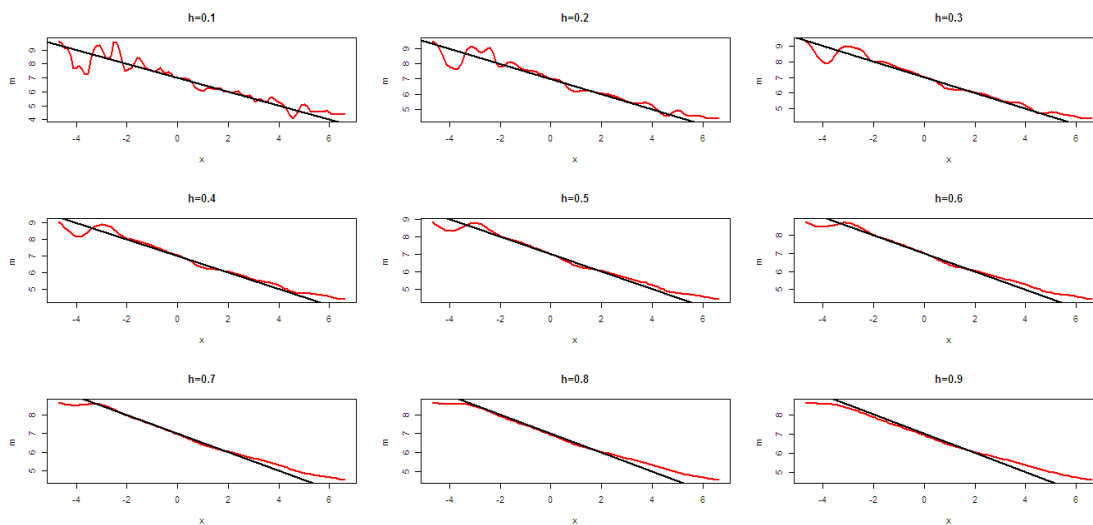 h=0.1 h=0.2 h=0.3
m 4 5 6 7 8 9 m 5 6 7 8 9 m 5 6 7 8 9
-4 -2 0 2 4 6 -4 -2 0 2 4 6 -4 -2 0 2 4 6
x x x
h=0.4 h=0.5 h=0.6
m 5 6 7 8 9 m 5 6 7 8 9 m 5 6 7 8
-4 -2 0 2 4 6 -4 -2 0 2 4 6 -4 -2 0 2 4 6
x x x
h=0.7 h=0.8 h=0.9
m 5 6 7 8 m 5 6 7 8 m 5 6 7 8
-4 -2 0 2 4 6 -4 -2 0 2 4 6 -4 -2 0 2 4 6
x x x